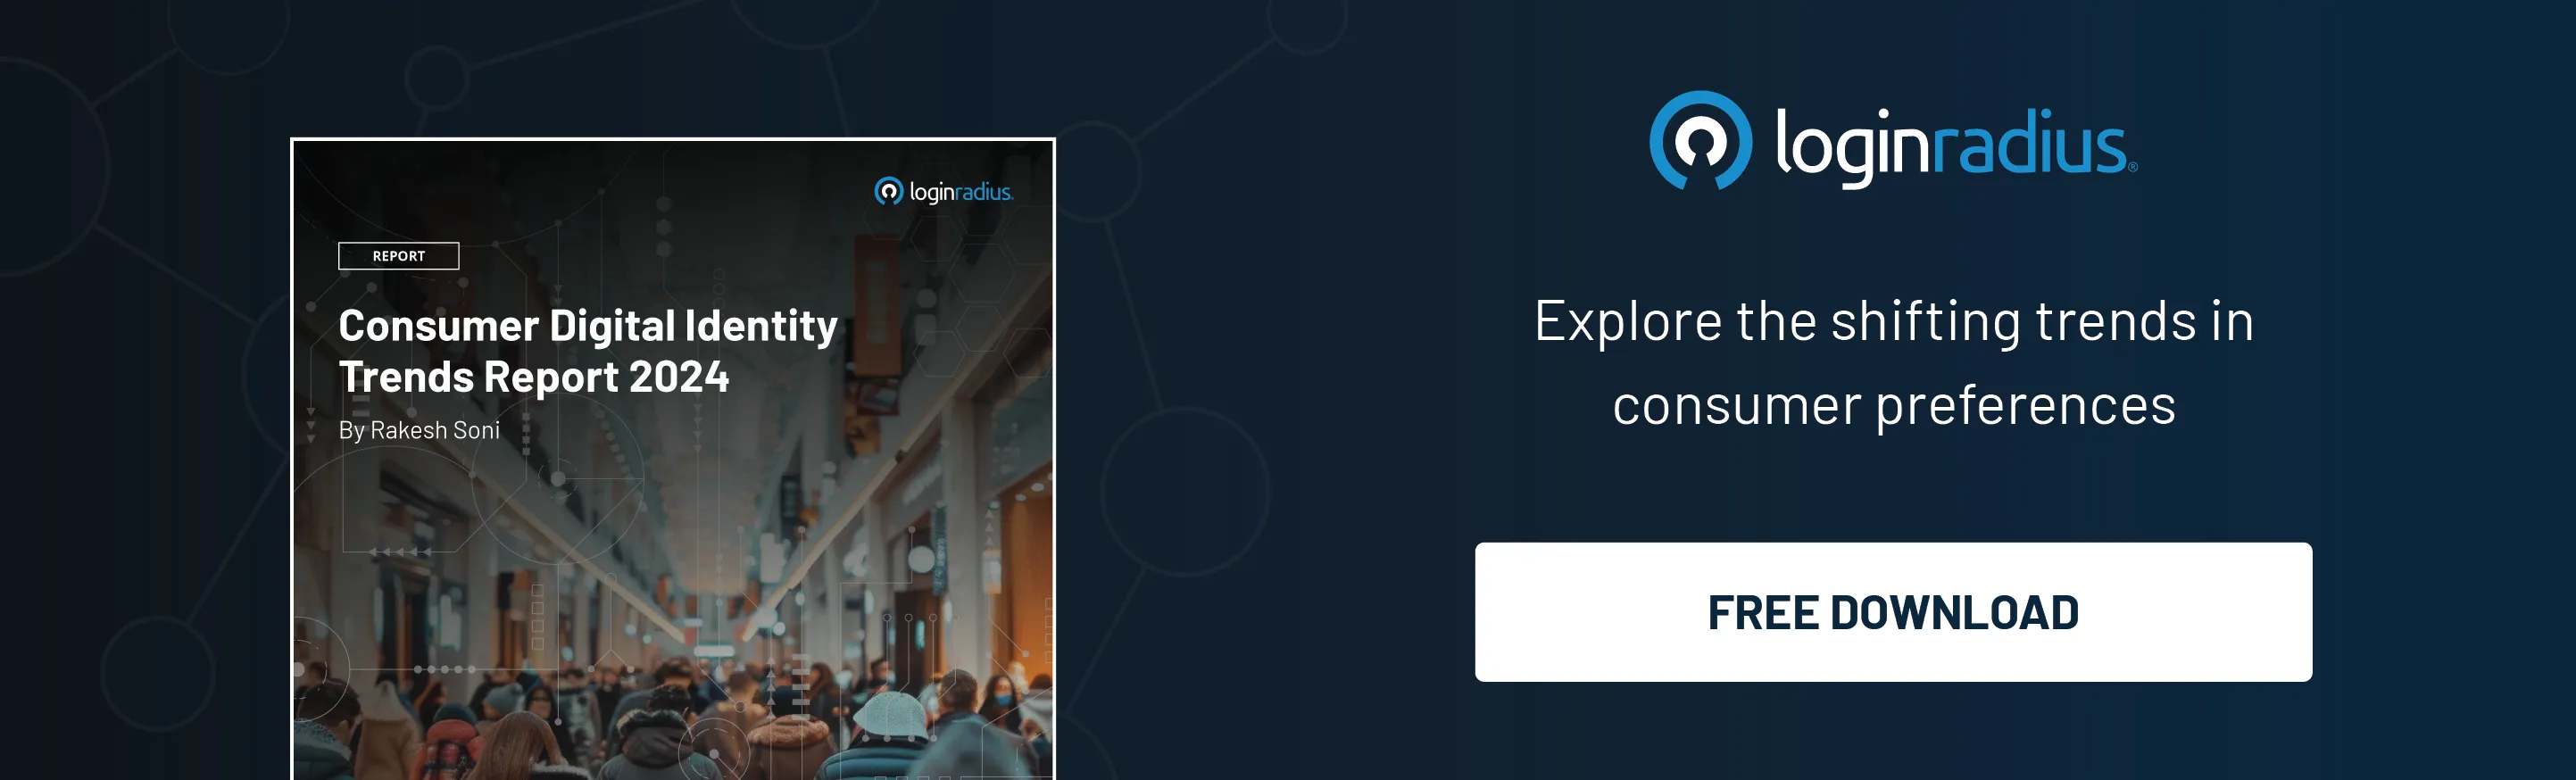 loginradius
REPORT
Consumer Digital Identity
Trends Report 2024
By Rakesh Soni
loginradius®
Explore the shifting trends in
consumer preferences
FREE DOWNLOAD